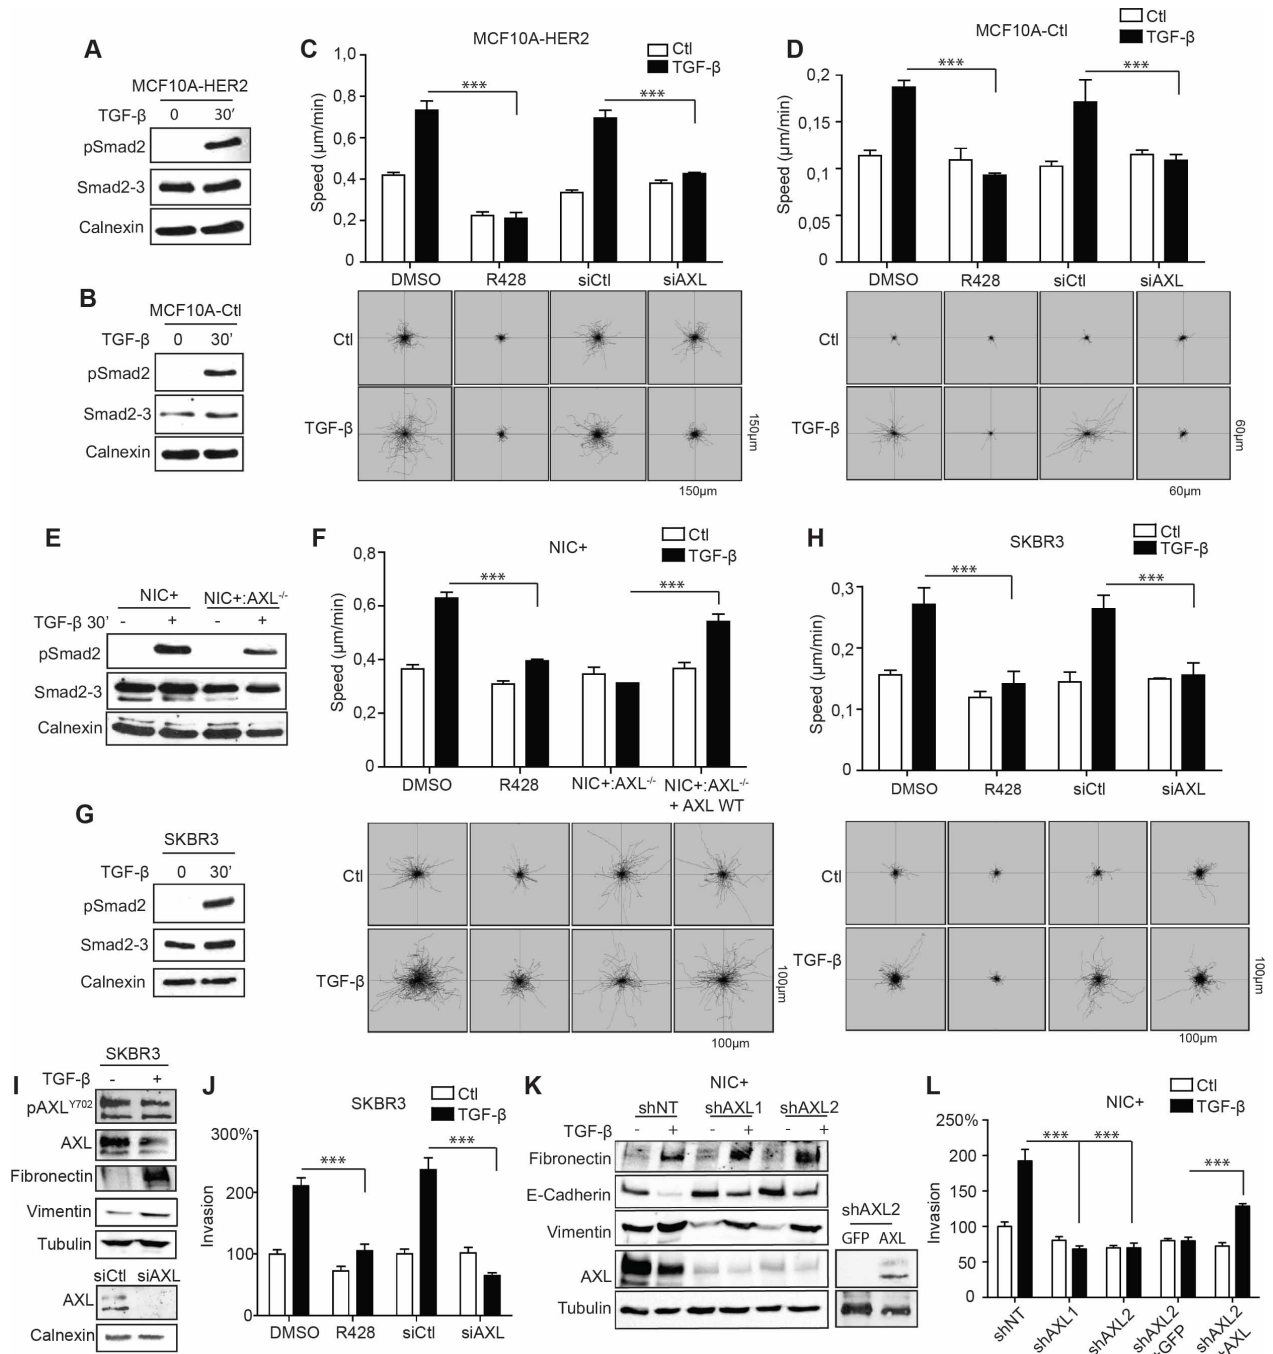 A
MCF10A-HER2
TGF-β 0 30'
pSmad2
Smad2-3
Calnexin
B
MCF10A-Ctl
TGF-β 0 30'
pSmad2
Smad2-3
Calnexin
C
MCF10A-HER2
Ctl
TGF-β
Speed (μm/min)
1,0
0,8
0,6
0,4
0,2
0
*** ***
DMSO R428 siCtl siAXL
Ctl
TGF-β
150μm
150μm
D
MCF10A-Ctl
Ctl
TGF-β
Speed (μm/min)
0,2
0,15
0,1
0,05
0
*** ***
DMSO R428 siCtl siAXL
Ctl
TGF-β
60μm
60μm
E
NIC+ NIC+:AXL-/-
TGF-β 30' - + - +
pSmad2
Smad2-3
Calnexin
F
NIC+
Ctl
TGF-β
Speed (μm/min)
0,8
0,6
0,4
0,2
0
*** ***
DMSO R428 NIC+:AXL-/- NIC+:AXL-/-
+ AXL WT
Ctl
TGF-β
100μm
100μm
G
SKBR3
TGF-β 0 30'
pSmad2
Smad2-3
Calnexin
H
SKBR3
Ctl
TGF-β
Speed (μm/min)
0,3
0,2
0,1
0
*** ***
DMSO R428 siCtl siAXL
Ctl
TGF-β
100μm
100μm
I
SKBR3
TGF-β - +
pAXLY702
AXL
Fibronectin
Vimentin
Tubulin
siCtl siAXL
AXL
Calnexin
J
SKBR3
Ctl
TGF-β
Invasion
300%
200
100
0
*** ***
DMSO R428 siCtl siAXL
K
NIC+
shNT shAXL1 shAXL2
TGF-β - + - + - +
Fibronectin
E-Cadherin
Vimentin
AXL
Tubulin
shAXL2
GFP AXL
L
NIC+
Ctl
TGF-β
Invasion
250%
200
150
100
50
0
*** *** ***
shNT
shAXL1
shAXL2
shAXL2
+GFP
shAXL2
+AXL